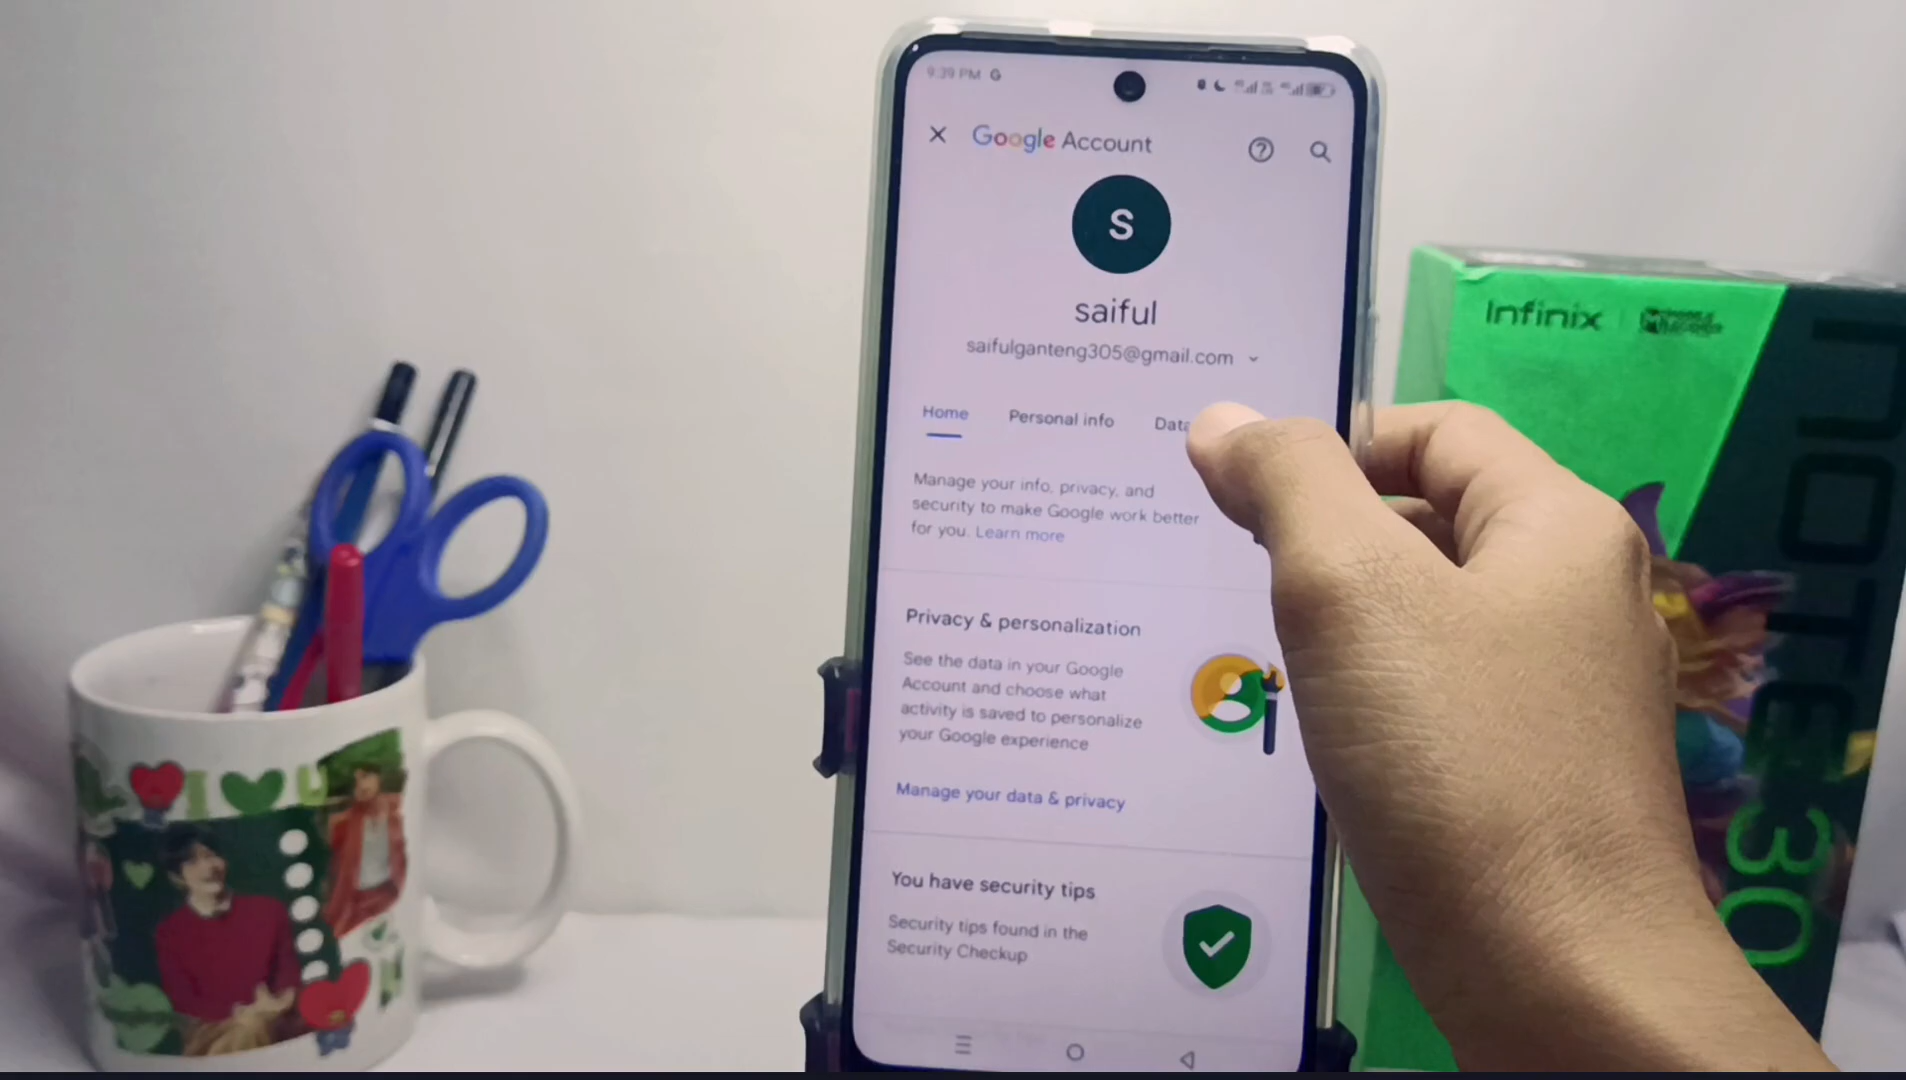 9:39 PM G
Google Account
S
saiful
saifulganteng305@gmail.com
Home Personal info Data
Manage your info, privacy, and
security to make Google work better
for you. Learn more
Privacy & personalization
See the data in your Google
Account and choose what
activity is saved to personalize
your Google experience
Manage your data & privacy
You have security tips
Security tips found in the
Security Checkup
Infinix
NOTE 30
I U